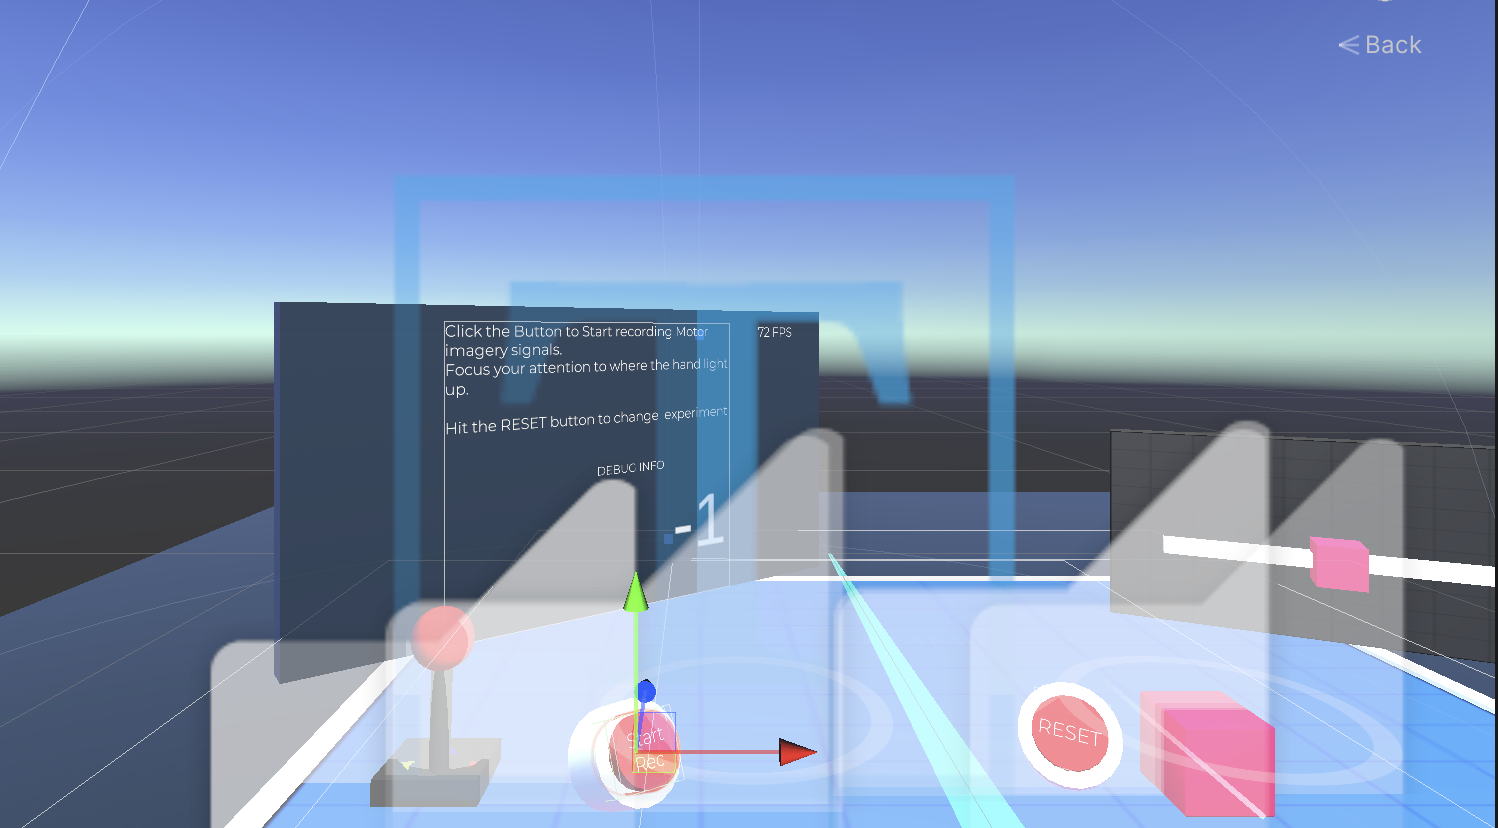 Back
Click the Button to Start recording Motor
imagery signals.
Focus your attention to where the hand light
up.
Hit the RESET button to change experiment
72 FPS
DEBUG INFO
-1
Start
Rec
RESET